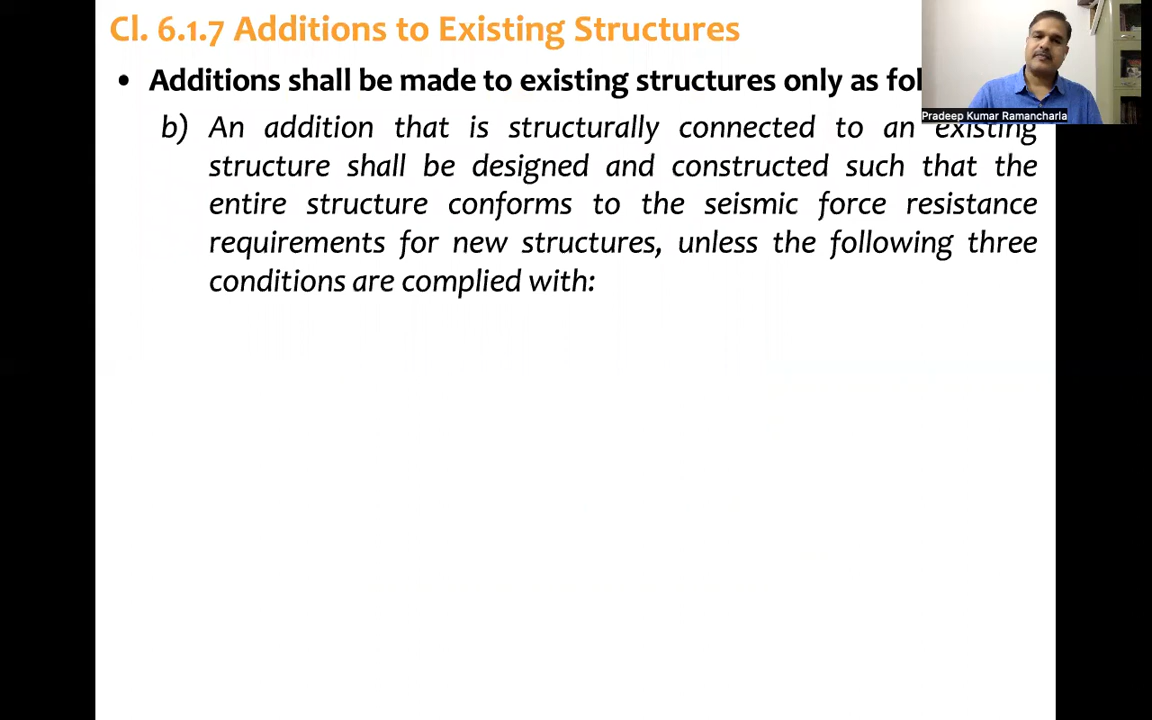 Cl. 6.1.7 Additions to Existing Structures
• Additions shall be made to existing structures only as
Pradeep Kumar Ramancharla
b) An addition that is structurally connected to an existing
structure shall be designed and constructed such that the
entire structure conforms to the seismic force resistance
requirements for new structures, unless the following three
conditions are complied with: